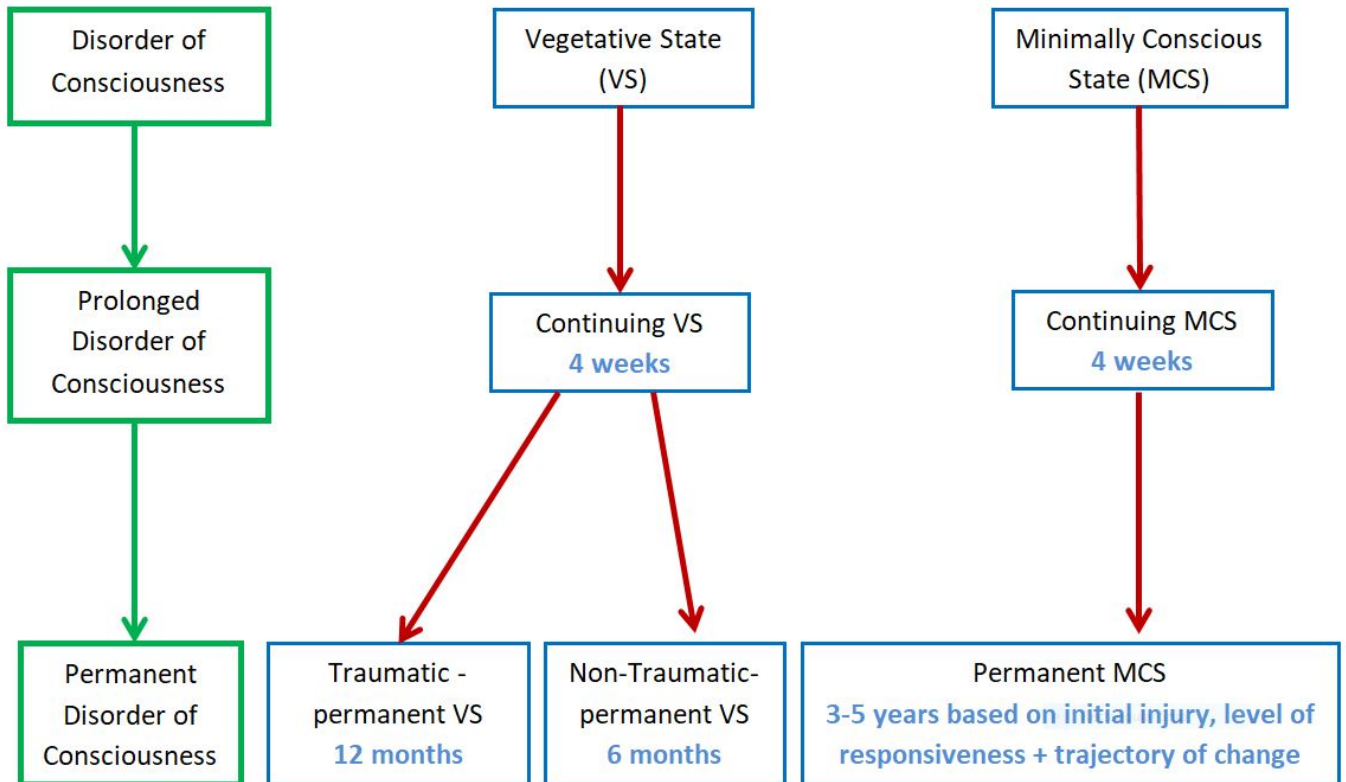 Disorder of
Consciousness
Vegetative State
(VS)
Minimally Conscious
State (MCS)
Prolonged
Disorder of
Consciousness
Continuing VS
4 weeks
Continuing MCS
4 weeks
Permanent
Disorder of
Consciousness
Traumatic -
permanent VS
12 months
Non-Traumatic-
permanent VS
6 months
Permanent MCS
3-5 years based on initial injury, level of
responsiveness + trajectory of change